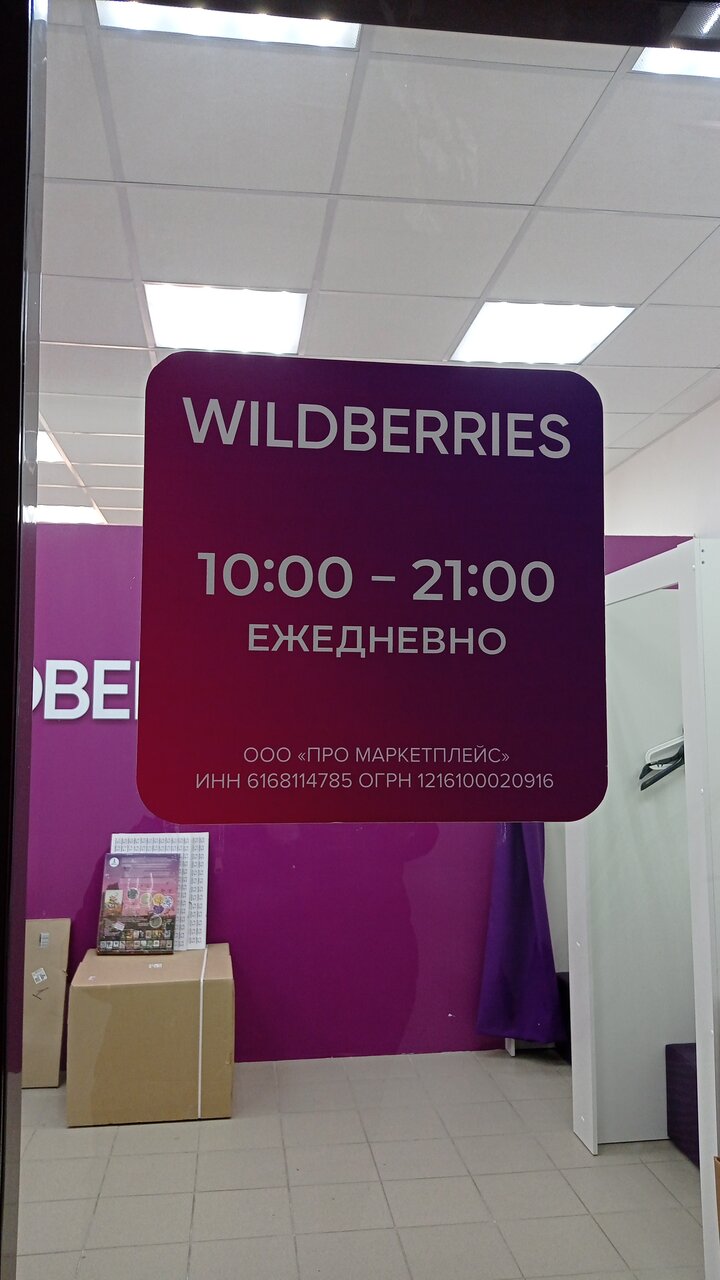 WILDBERRIES
10:00 – 21:00
ЕЖЕДНЕВНО
ООО «ПРО МАРКЕТПЛЕЙС»
ИНН 6168114785 ОГРН 1216100020916